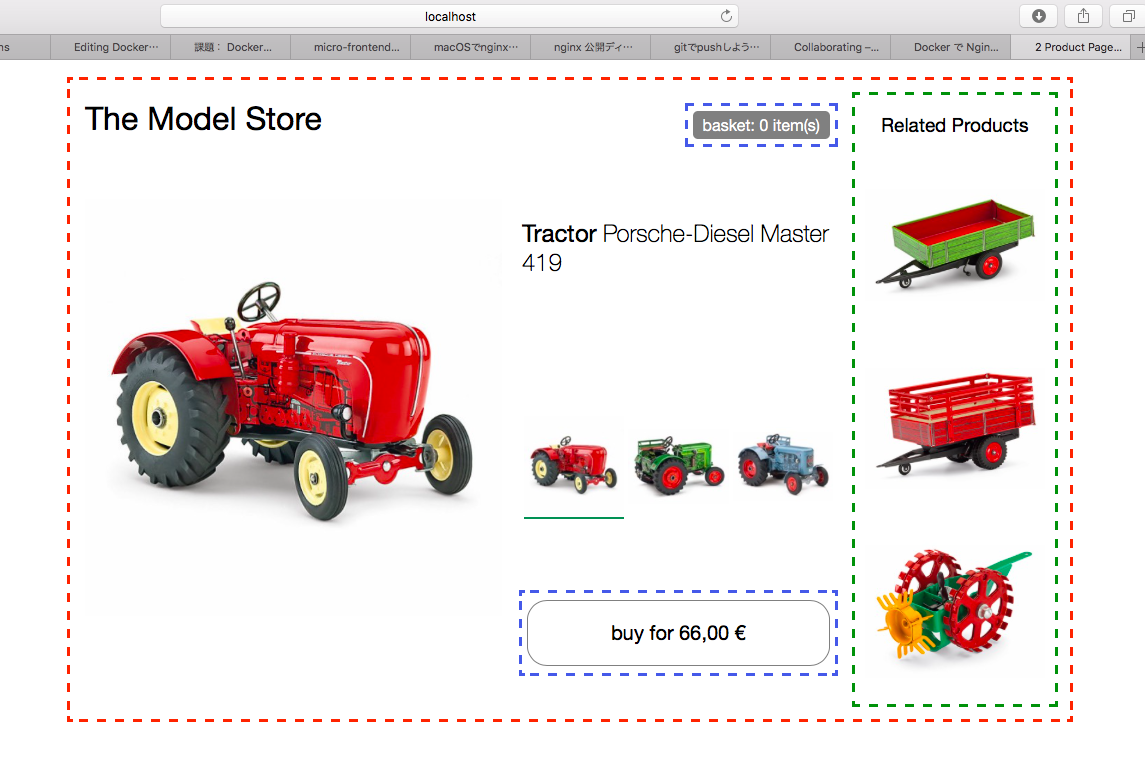 localhost
ns
Editing Docker…
課題： Docker...
micro-frontend...
macOSでnginx…
nginx 公開ディ…
gitでpushしよう…
Collaborating –...
Docker で Ngin...
2 Product Page...
The Model Store
basket: 0 item(s)
Related Products
Tractor Porsche-Diesel Master
419
buy for 66,00 €